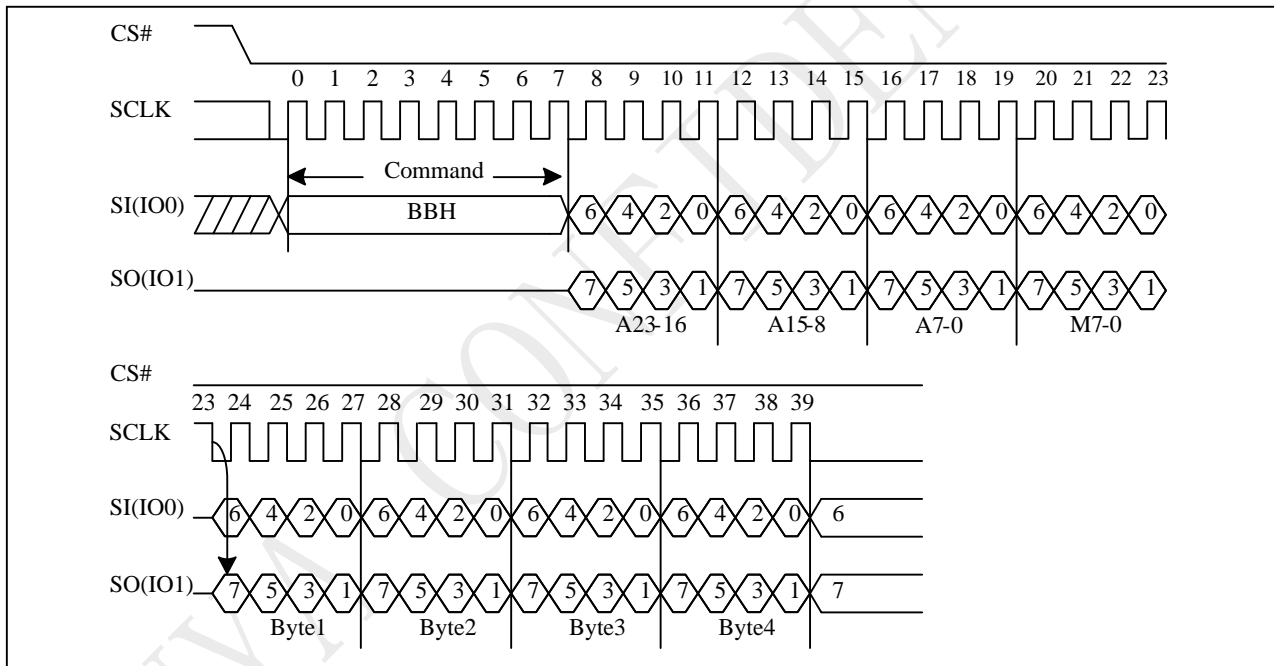 CS#
0 1 2 3 4 5 6 7 8 9 10 11 12 13 14 15 16 17 18 19 20 21 22 23
SCLK
Command
SI(IO0) BBH 6 4 2 0 6 4 2 0 6 4 2 0 6 4 2 0
SO(IO1) 7 5 3 1 7 5 3 1 7 5 3 1 7 5 3 1
A23-16 A15-8 A7-0 M7-0
CS#
23 24 25 26 27 28 29 30 31 32 33 34 35 36 37 38 39
SCLK
SI(IO0) 6 4 2 0 6 4 2 0 6 4 2 0 6 4 2 0 6
SO(IO1) 7 5 3 1 7 5 3 1 7 5 3 1 7 5 3 1 7
Byte1 Byte2 Byte3 Byte4